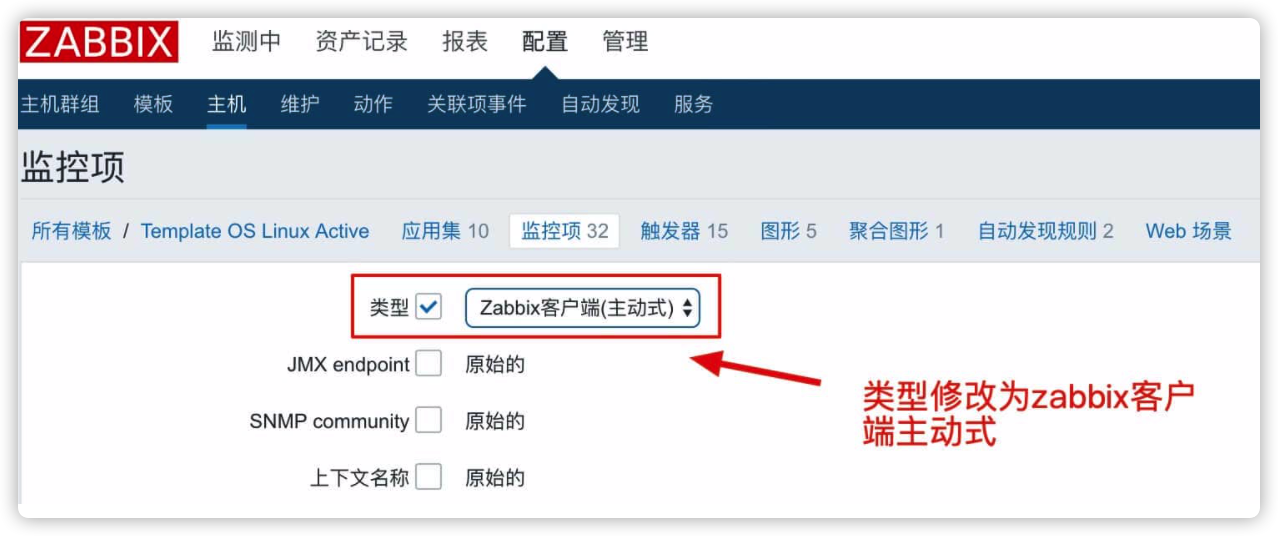 ZABBIX 监测中 资产记录 报表 配置 管理
主机群组 模板 主机 维护 动作 关联项事件 自动发现 服务
监控项
所有模板 / Template OS Linux Active 应用集 10 监控项 32 触发器 15 图形 5 聚合图形 1 自动发现规则 2 Web 场景
类型 Zabbix客户端(主动式)
JMX endpoint 原始的
SNMP community 原始的
上下文名称 原始的
类型修改为zabbix客户
端主动式